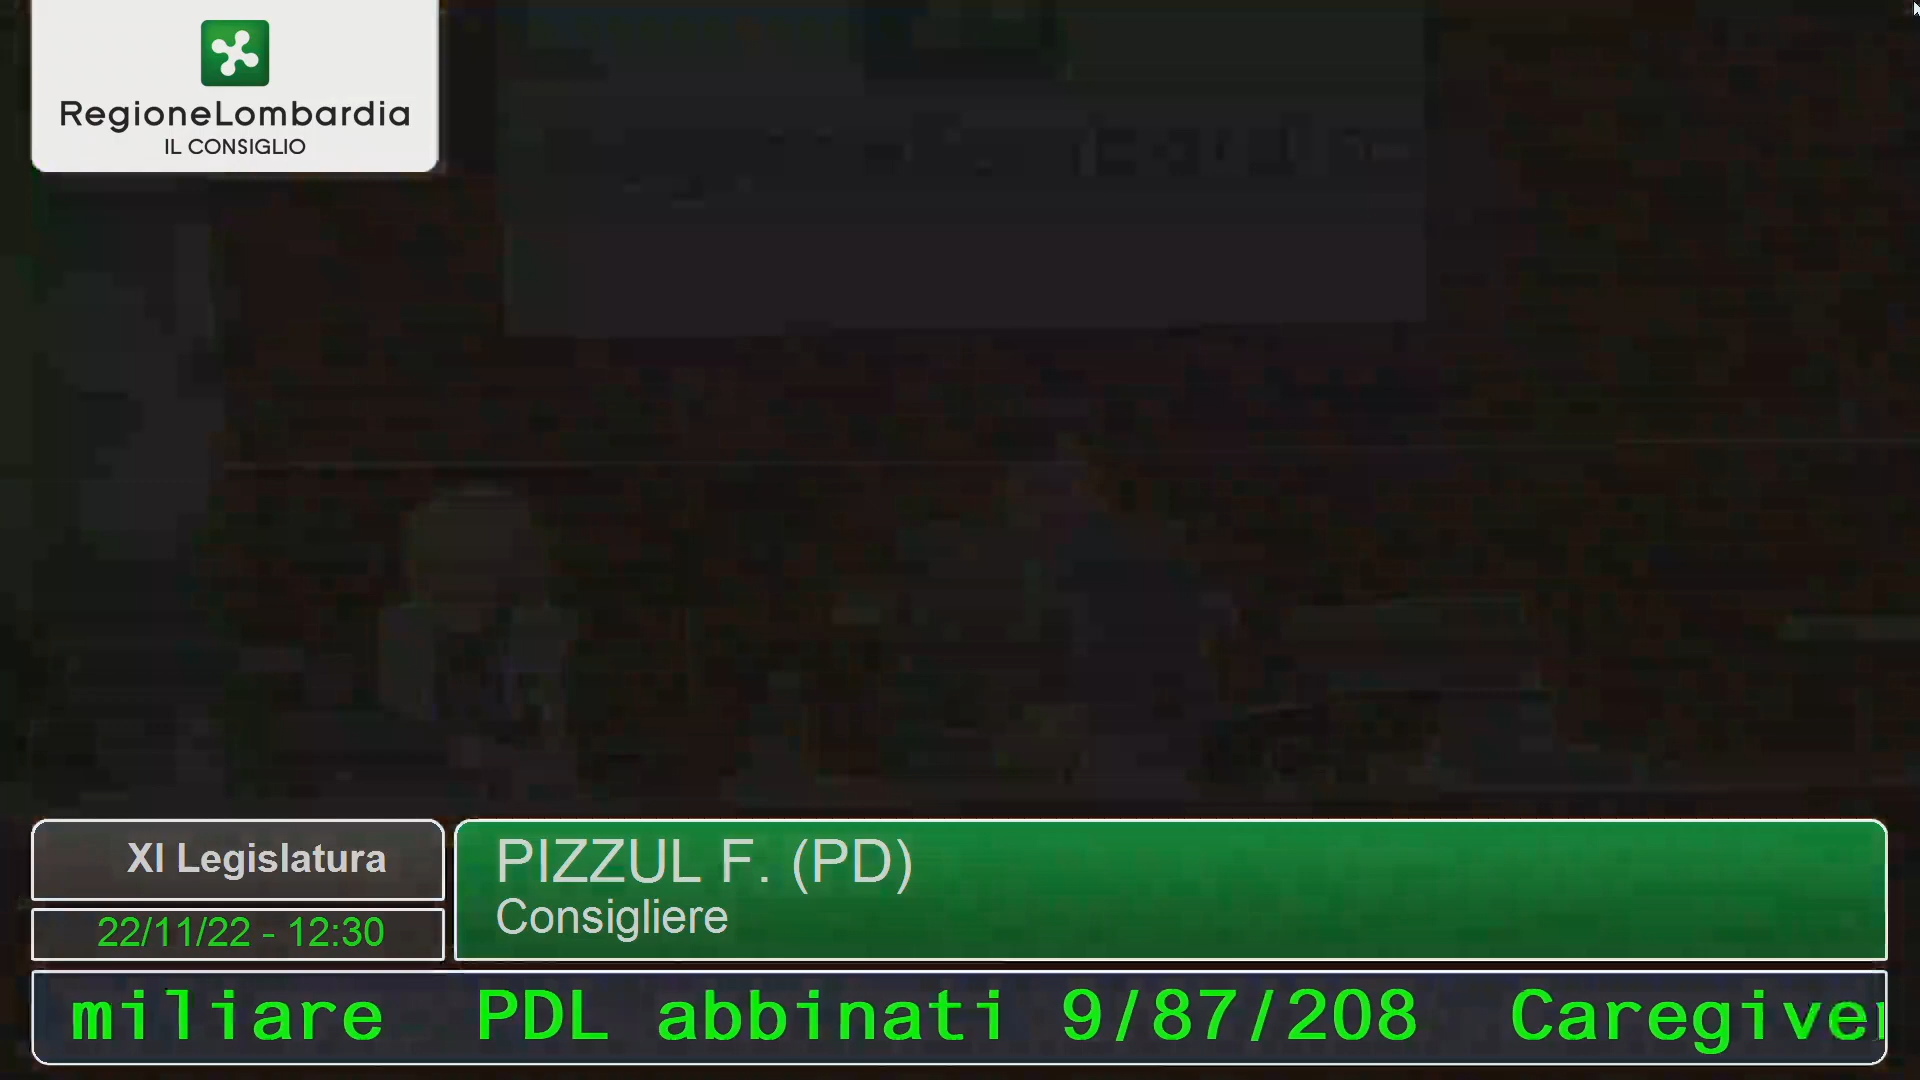 RegioneLombardia
IL CONSIGLIO
XI Legislatura
22/11/22 - 12:30
PIZZUL F. (PD)
Consigliere
miliare PDL abbinati 9/87/208 Caregiver